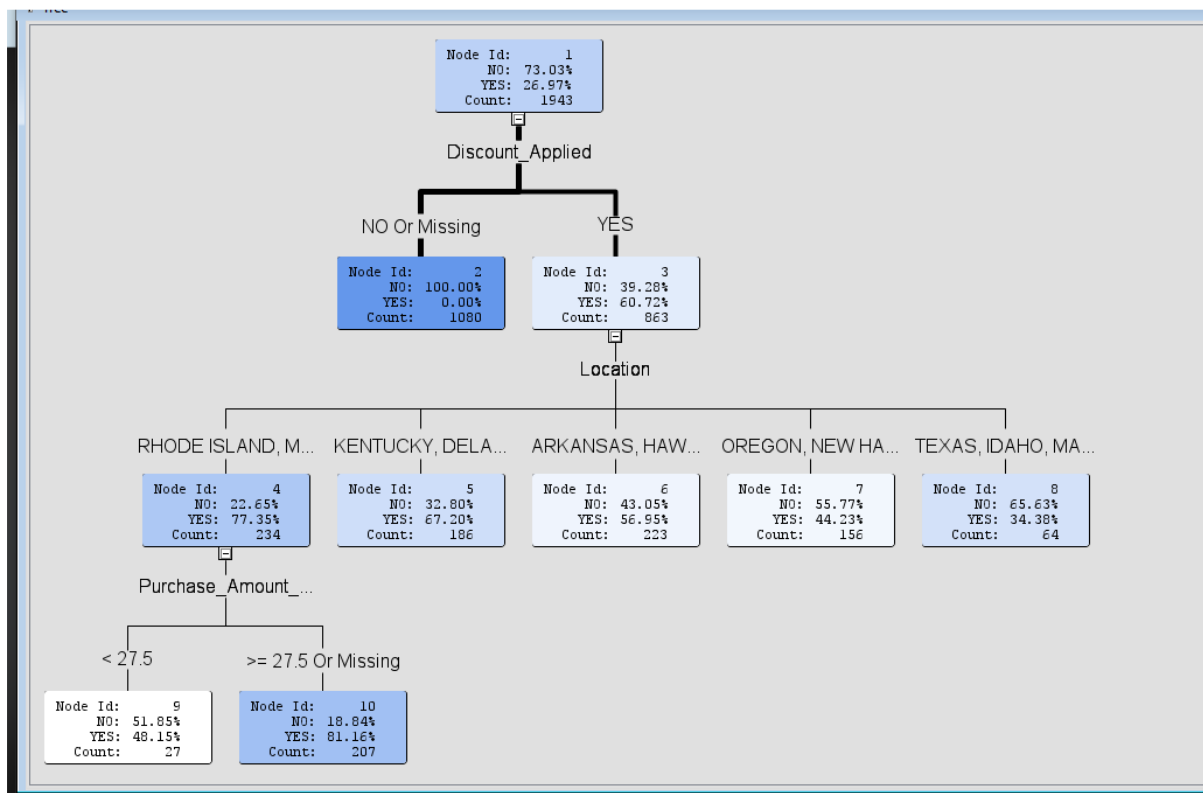 Tree
Node Id: 1
NO: 73.03%
YES: 26.97%
Count: 1943
Discount_Applied
NO Or Missing
YES
Node Id: 2
NO: 100.00%
YES: 0.00%
Count: 1080
Node Id: 3
NO: 39.28%
YES: 60.72%
Count: 863
Location
RHODE ISLAND, M...
KENTUCKY, DELA...
ARKANSAS, HAW...
OREGON, NEW HA...
TEXAS, IDAHO, MA...
Node Id: 4
NO: 22.65%
YES: 77.35%
Count: 234
Node Id: 5
NO: 32.80%
YES: 67.20%
Count: 186
Node Id: 6
NO: 43.05%
YES: 56.95%
Count: 223
Node Id: 7
NO: 55.77%
YES: 44.23%
Count: 156
Node Id: 8
NO: 65.63%
YES: 34.38%
Count: 64
Purchase_Amount_...
< 27.5
>= 27.5 Or Missing
Node Id: 9
NO: 51.85%
YES: 48.15%
Count: 27
Node Id: 10
NO: 18.84%
YES: 81.16%
Count: 207